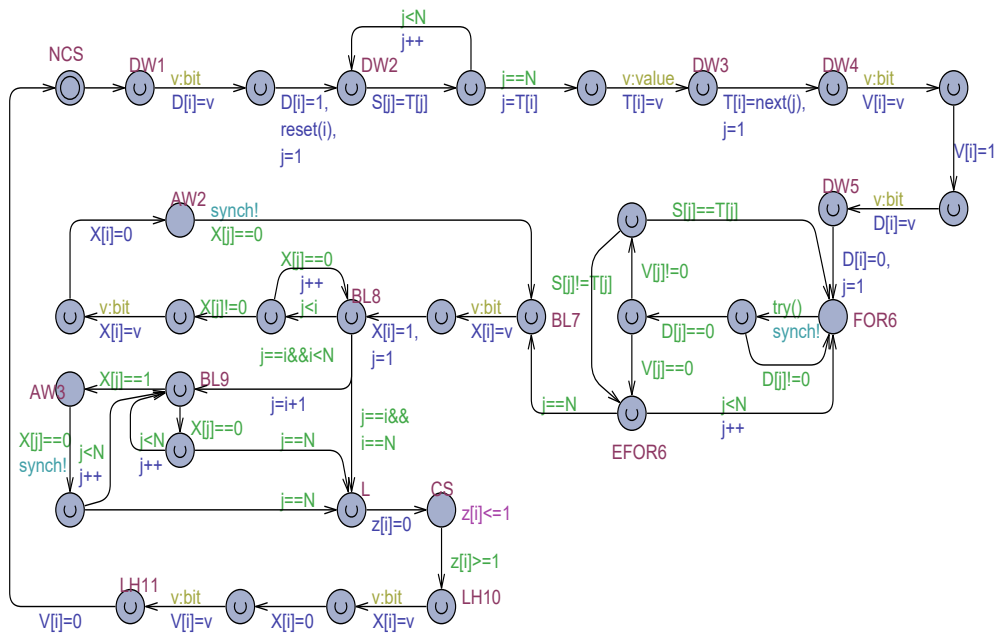 j<N
j++
NCS
DW1
v:bit
D[i]=v
D[i]=1,
reset(i),
j=1
DW2
S[j]=T[j]
j==N
j=T[i]
v:value
T[i]=v
DW3
T[i]=next(j),
j=1
DW4
v:bit
V[i]=v
V[i]=1
DW5
v:bit
D[i]=v
D[i]=0,
j=1
AW2
synch!
X[j]==0
X[i]=0
S[j]==T[j]
S[j]!=T[j]
V[j]!=0
X[j]==0
j++
BL8
v:bit
X[i]=v
X[j]!=0
j<i
X[i]=1,
j=1
v:bit
X[i]=v
BL7
D[j]==0
try()
synch!
FOR6
D[j]!=0
j==i&&i<N
V[j]==0
AW3
X[j]==1
BL9
j=i+1
j==i&&
i==N
j==N
j<N
j++
EFOR6
X[j]==0
synch!
j<N
j++
j<N
j++
X[j]==0
j==N
j==N
L
z[i]=0
CS
z[i]<=1
z[i]>=1
LH11
V[i]=0
v:bit
V[i]=v
X[i]=0
v:bit
X[i]=v
LH10